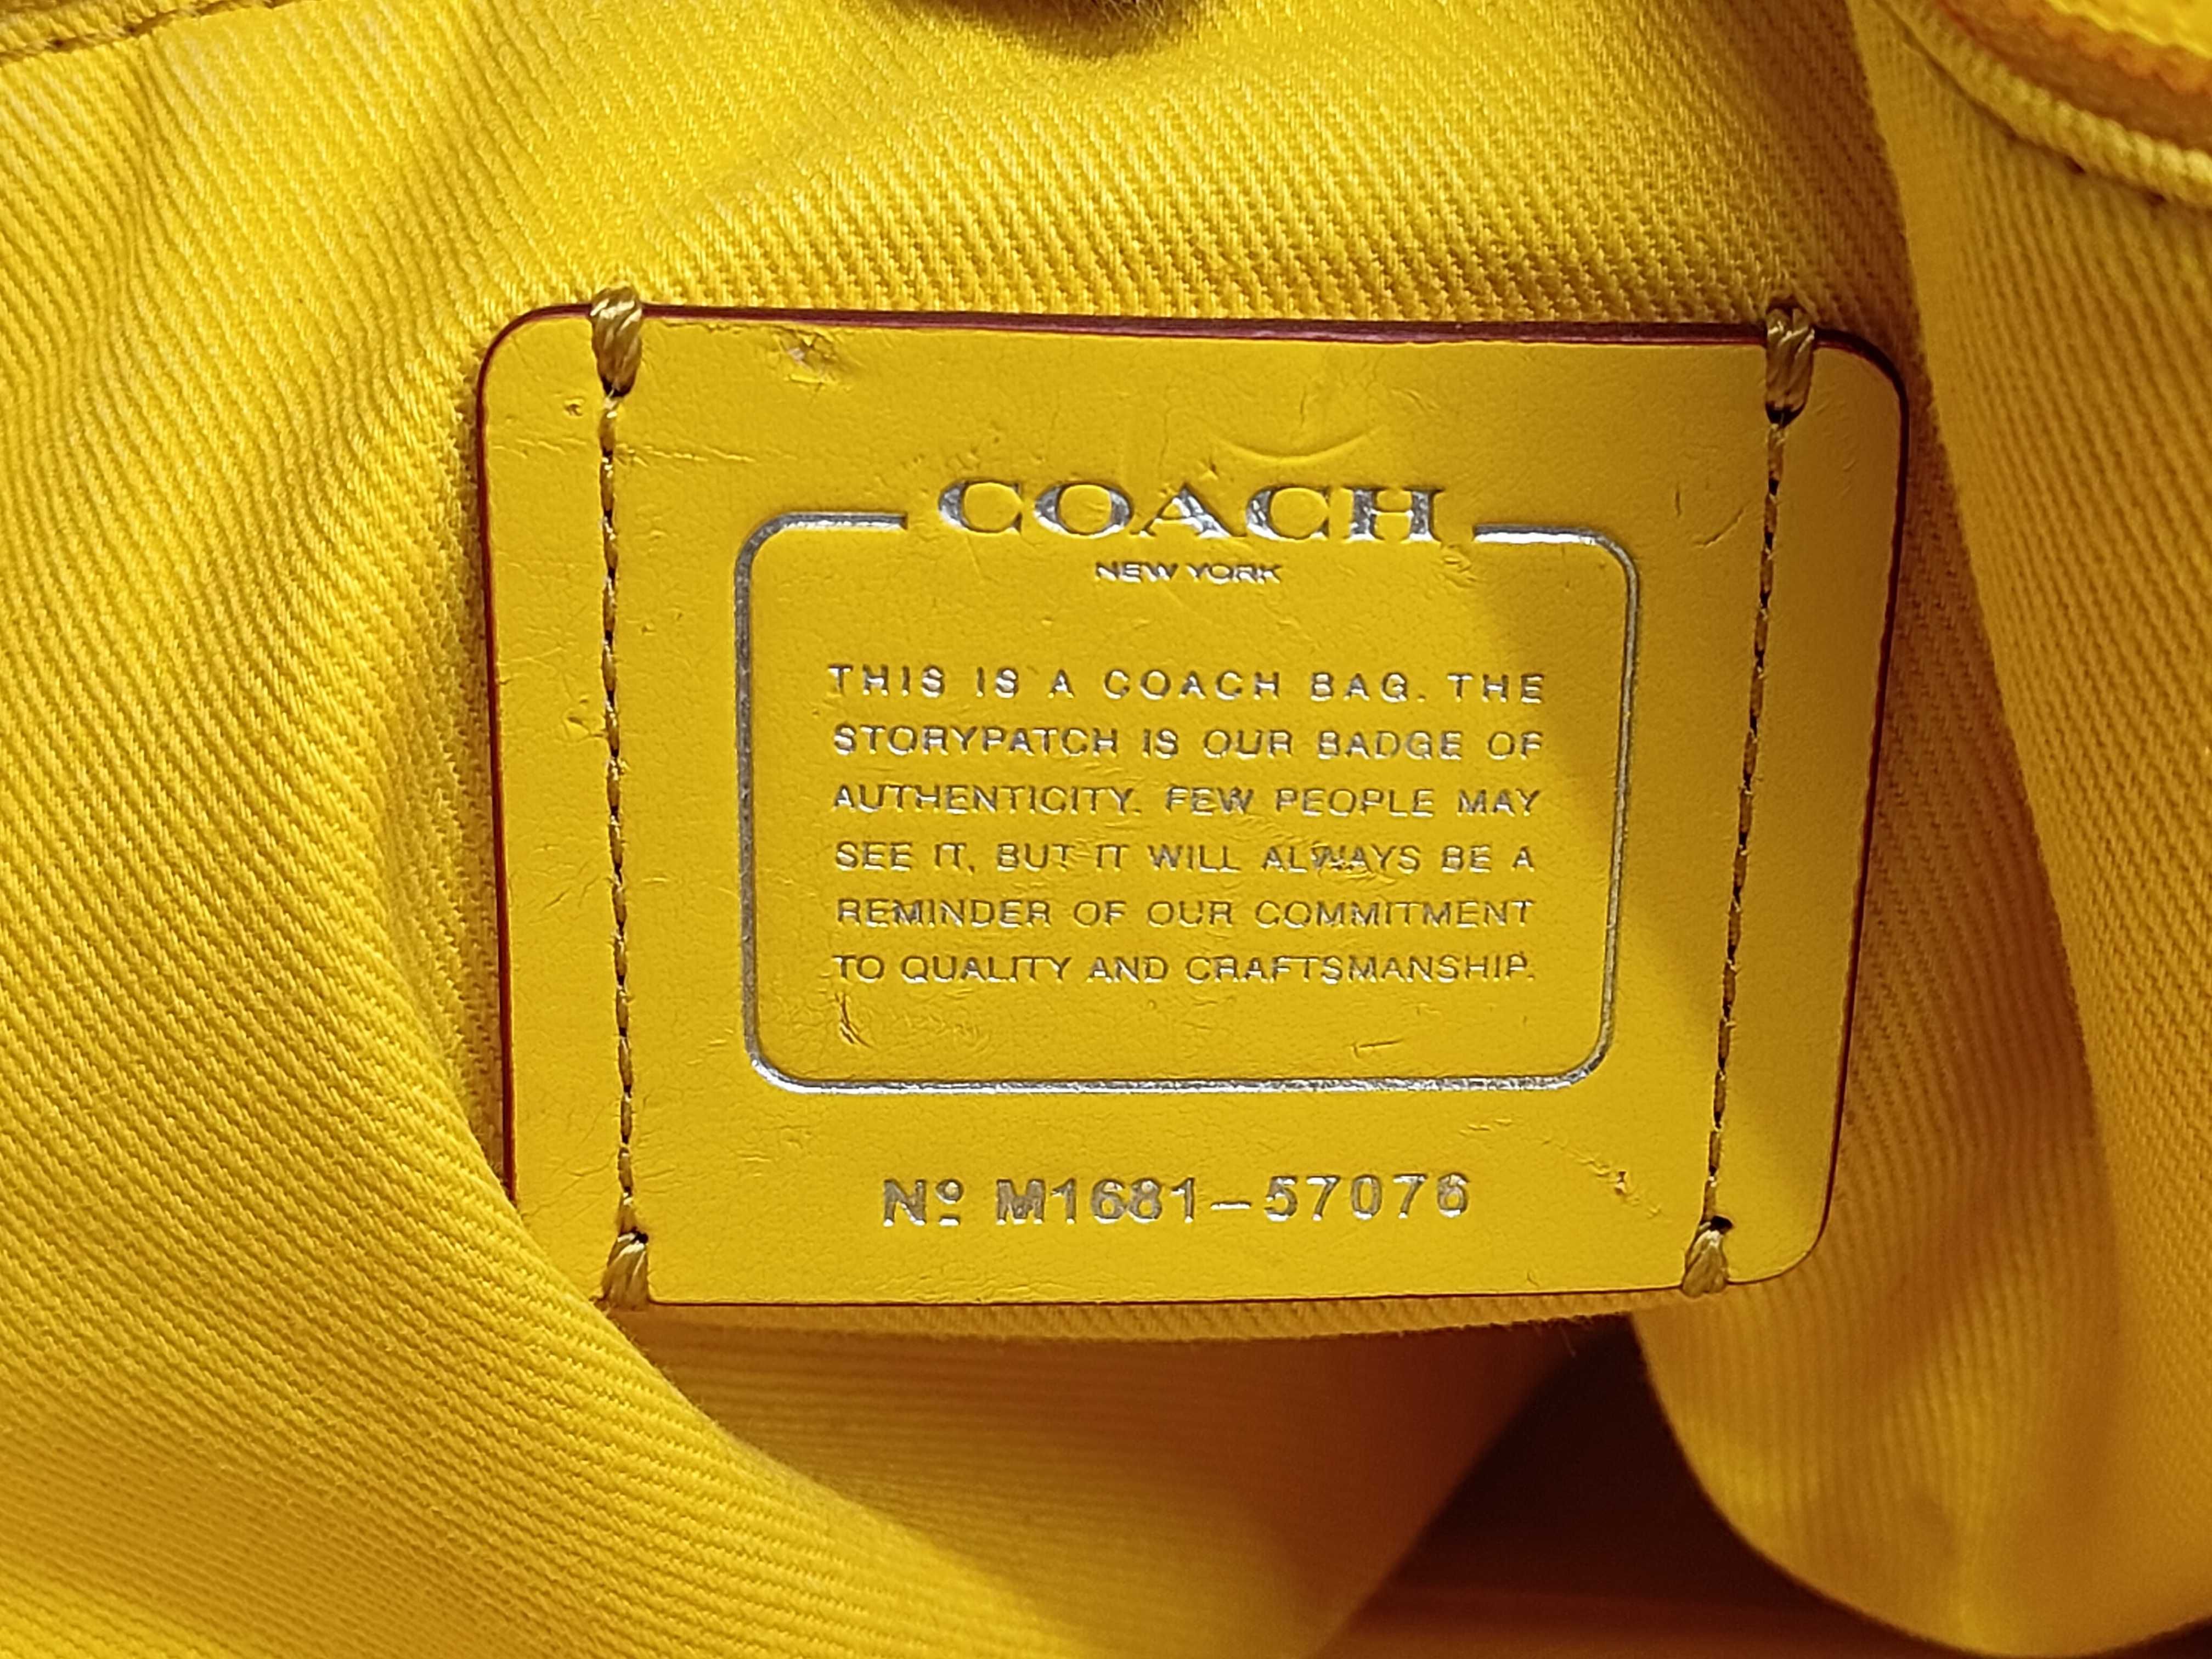 COACH
NEW YORK
THIS IS A COACH BAG. THE
STORYPATCH IS OUR BADGE OF
AUTHENTICITY. FEW PEOPLE MAY
SEE IT, BUT IT WILL ALWAYS BE A
REMINDER OF OUR COMMITMENT
TO QUALITY AND CRAFTSMANSHIP.
Nº M1681-57076